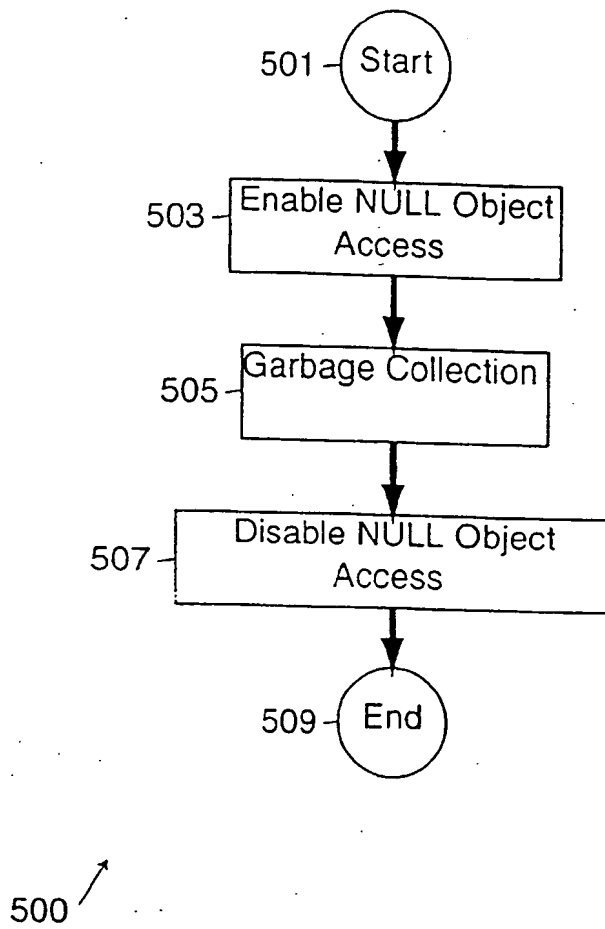 501 Start
503 Enable NULL Object
Access
505 Garbage Collection
507 Disable NULL Object
Access
509 End
500